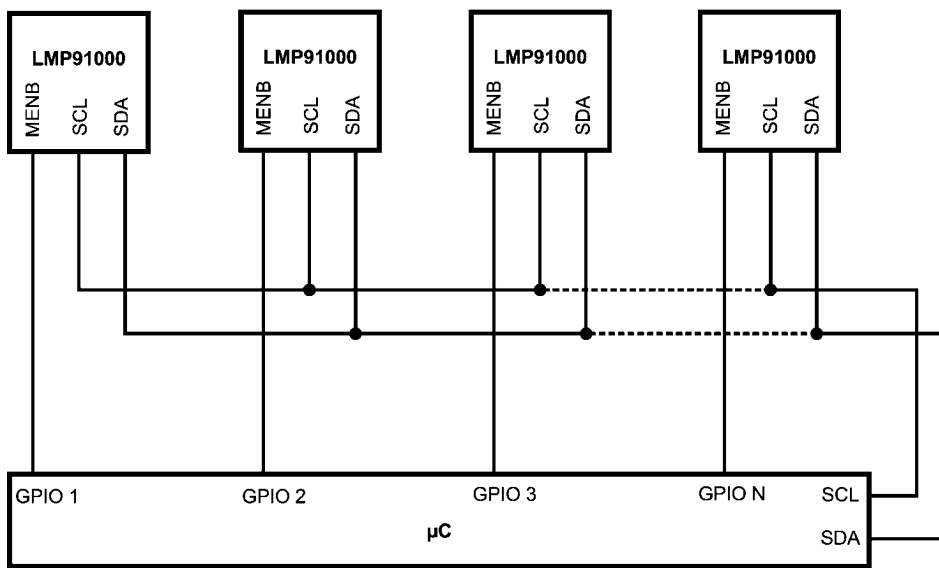 LMP91000 LMP91000 LMP91000 LMP91000
MENB SCL SDA MENB SCL SDA MENB SCL SDA MENB SCL SDA
GPIO 1 GPIO 2 GPIO 3 GPIO N SCL
µC
SDA